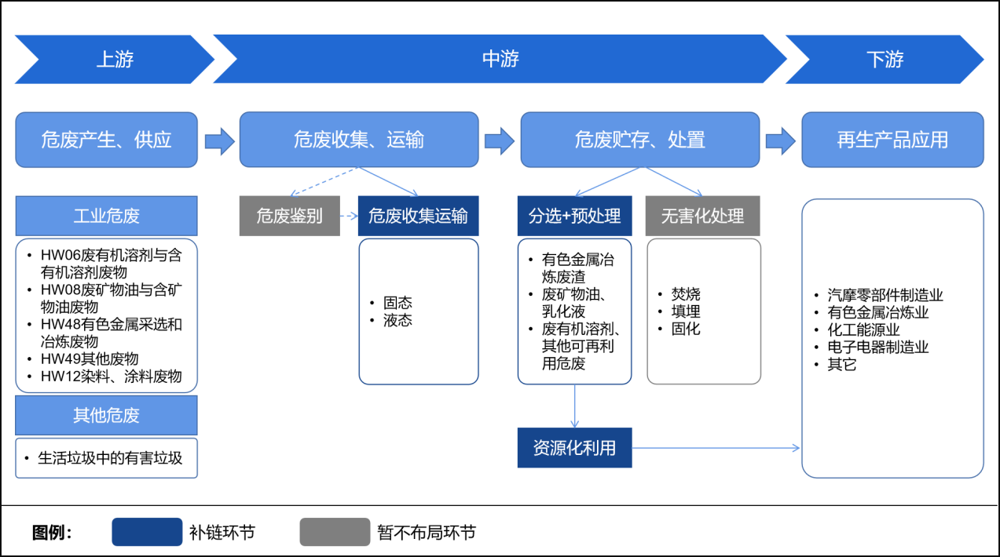 上游
中游
下游
危废产生、供应
危废收集、运输
危废贮存、处置
再生产品应用
工业危废
• HW06废有机溶剂与含
有机溶剂废物
• HW08废矿物油与含矿
物油废物
• HW48有色金属采选和
冶炼废物
• HW49其他废物
• HW12染料、涂料废物
其他危废
• 生活垃圾中的有害垃圾
危废鉴别
危废收集运输
• 固态
• 液态
分选+预处理
• 有色金属冶
炼废渣
• 废矿物油、
乳化液
• 废有机溶剂、
其他可再利
用危废
无害化处理
• 焚烧
• 填埋
• 固化
资源化利用
• 汽摩零部件制造业
• 有色金属冶炼业
• 化工能源业
• 电子电器制造业
• 其它
图例：
补链环节
暂不布局环节